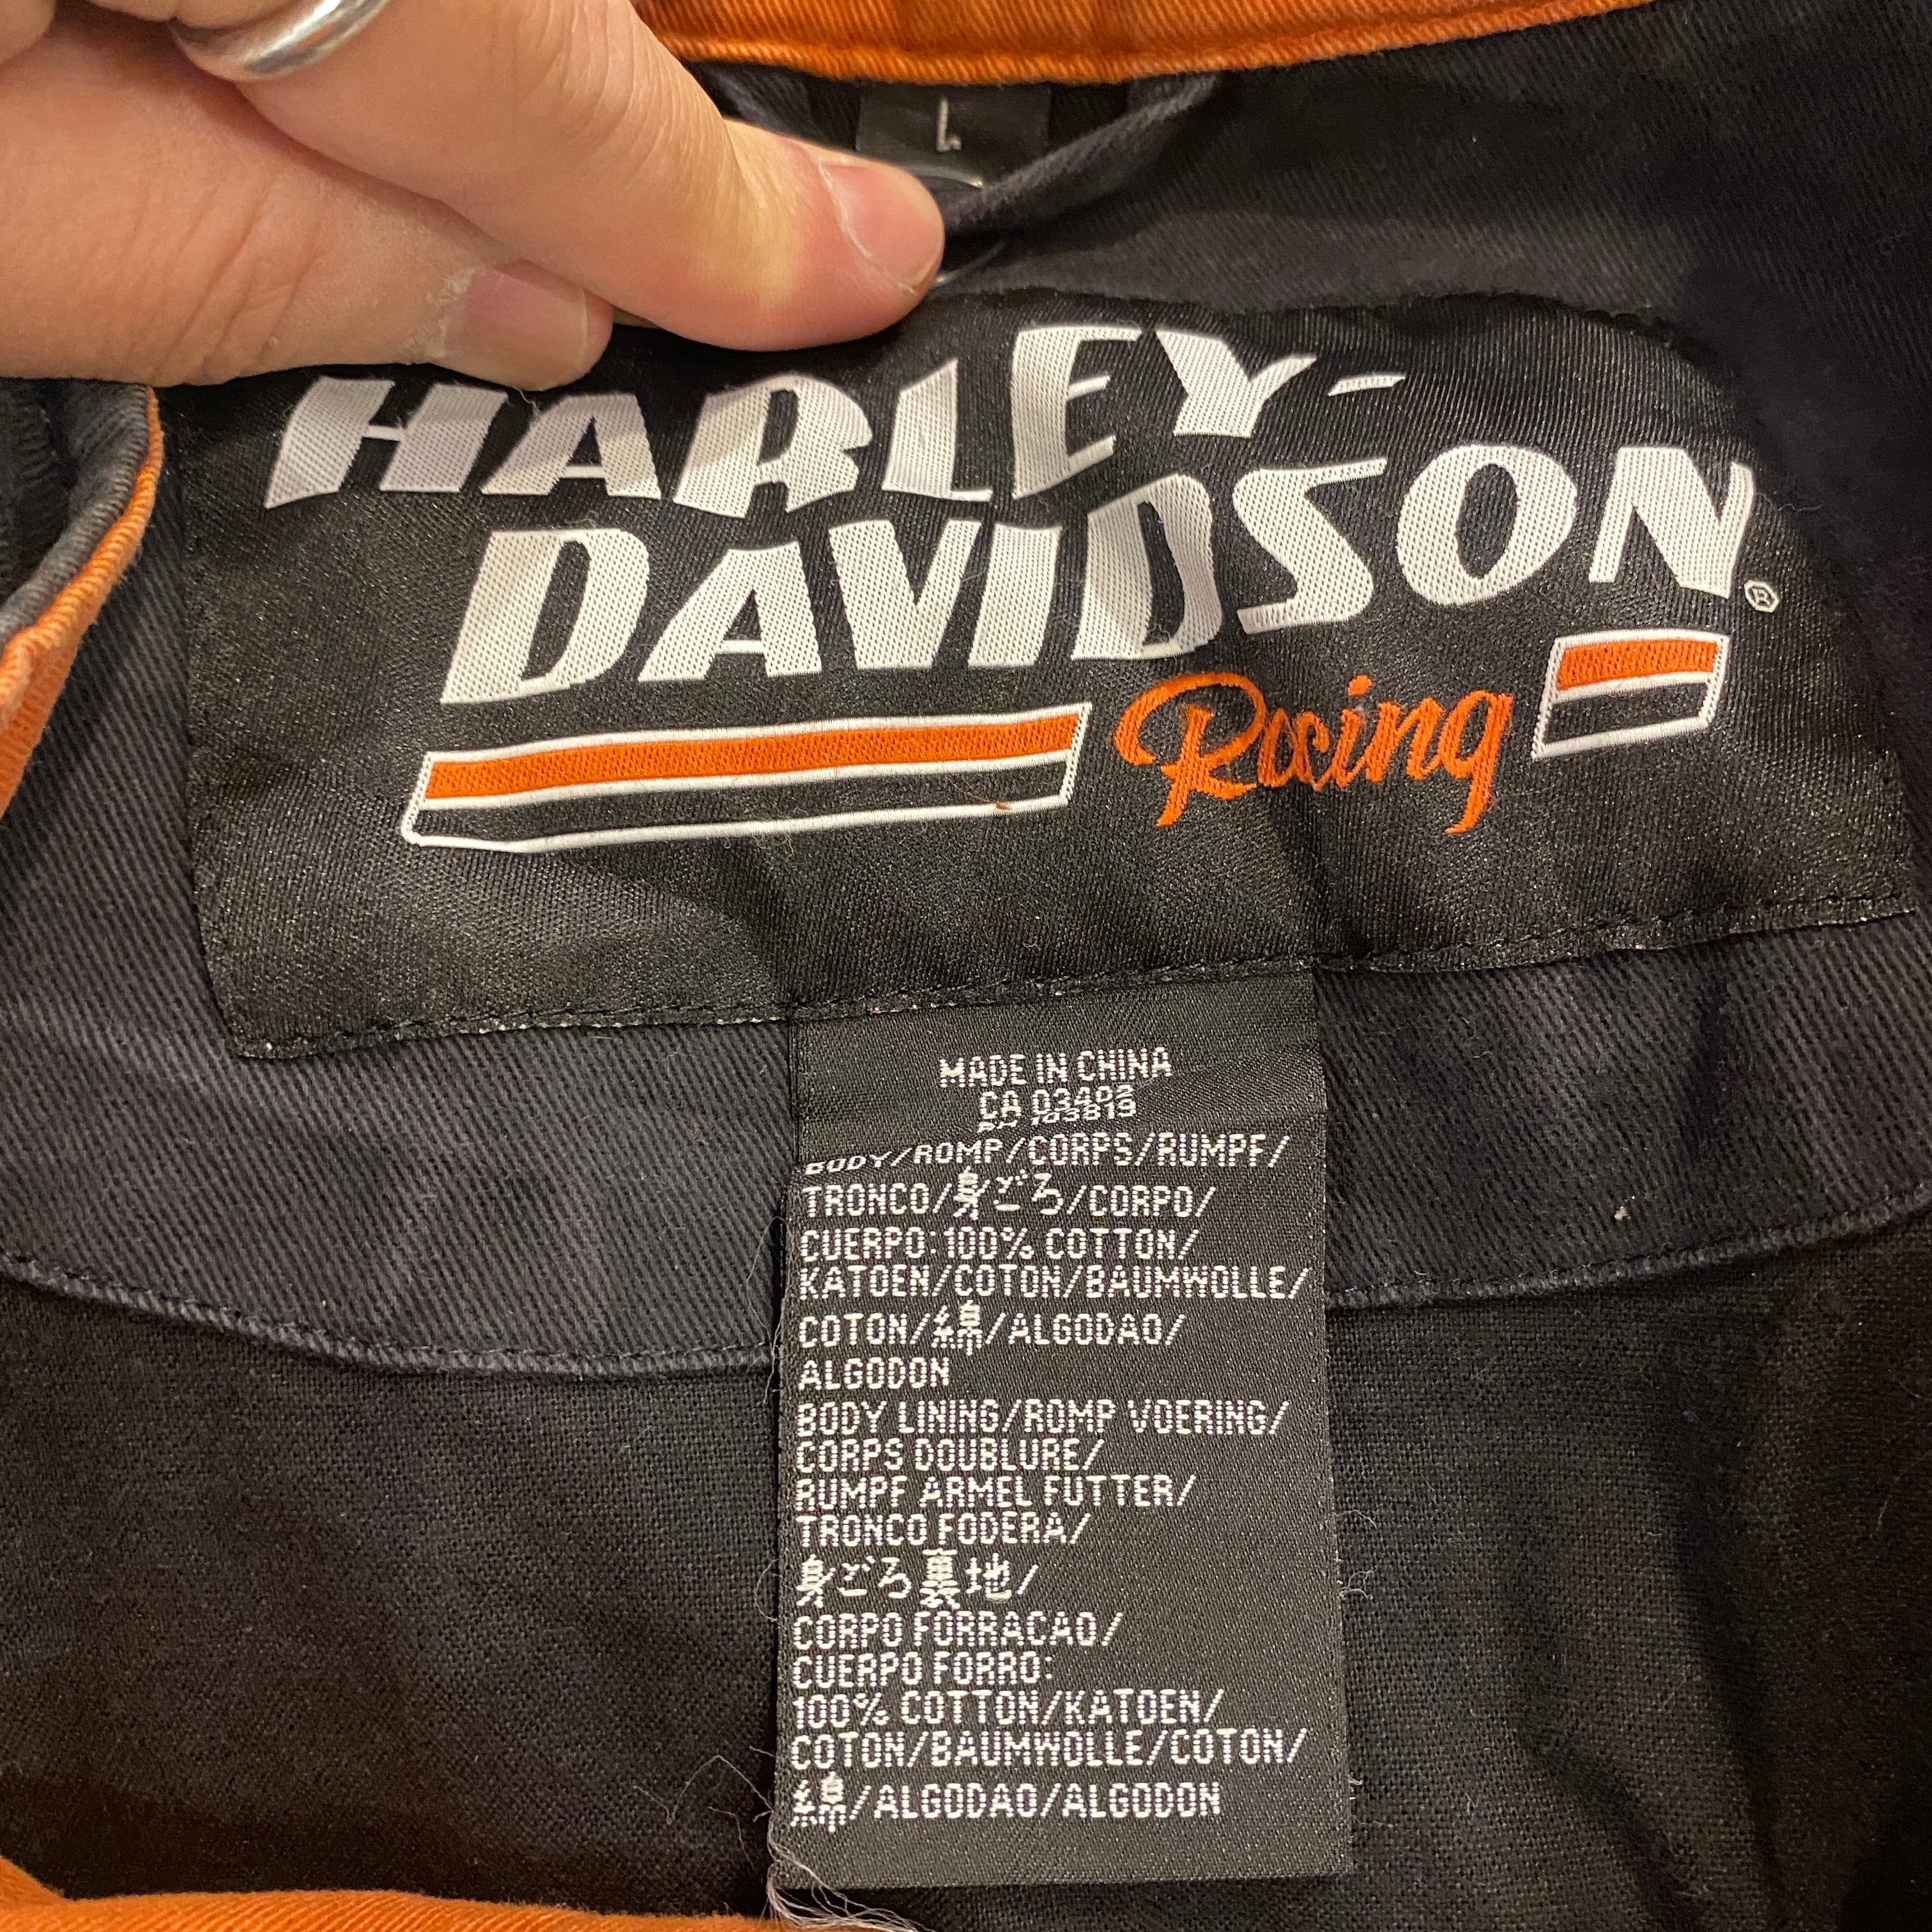 L
HARLEY-
DAVIDSON®
Racing
MADE IN CHINA
CA 03402
RN 103819
BODY/ROMP/CORPS/RUMPF/
TRONCO/身ごろ/CORPO/
CUERPO:100% COTTON/
KATOEN/COTON/BAUMWOLLE/
COTON/綿/ALGODAO/
ALGODON
BODY LINING/ROMP VOERING/
CORPS DOUBLURE/
RUMPF ARMEL FUTTER/
TRONCO FODERA/
身ごろ裏地/
CORPO FORRACAO/
CUERPO FORRO:
100% COTTON/KATOEN/
COTON/BAUMWOLLE/COTON/
綿/ALGODAO/ALGODON